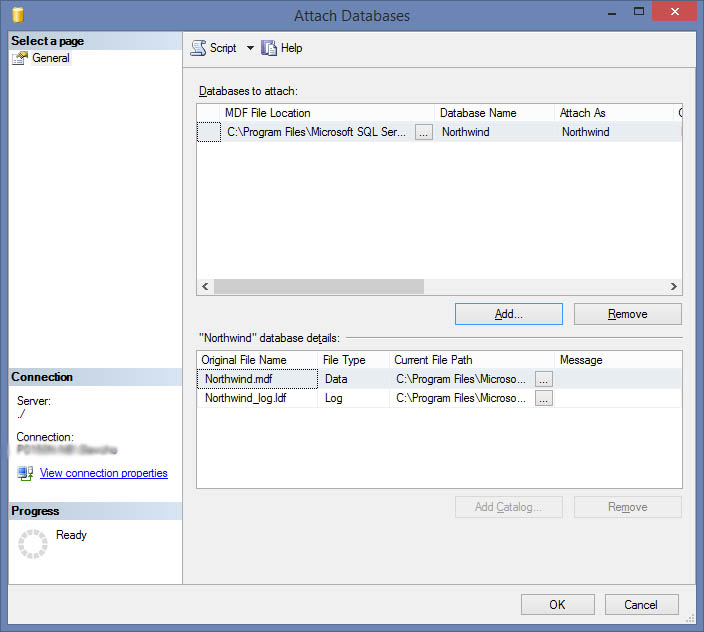 Attach Databases
Select a page
General
Script Help
Databases to attach:
MDF File Location Database Name Attach As
C:\Program Files\Microsoft SQL Ser... ... Northwind Northwind
Add... Remove
"Northwind" database details:
Original File Name File Type Current File Path Message
Northwind.mdf Data C:\Program Files\Microso... ...
Northwind_log.ldf Log C:\Program Files\Microso... ...
Add Catalog... Remove
Connection
Server:
./
Connection:
View connection properties
Progress
Ready
OK Cancel